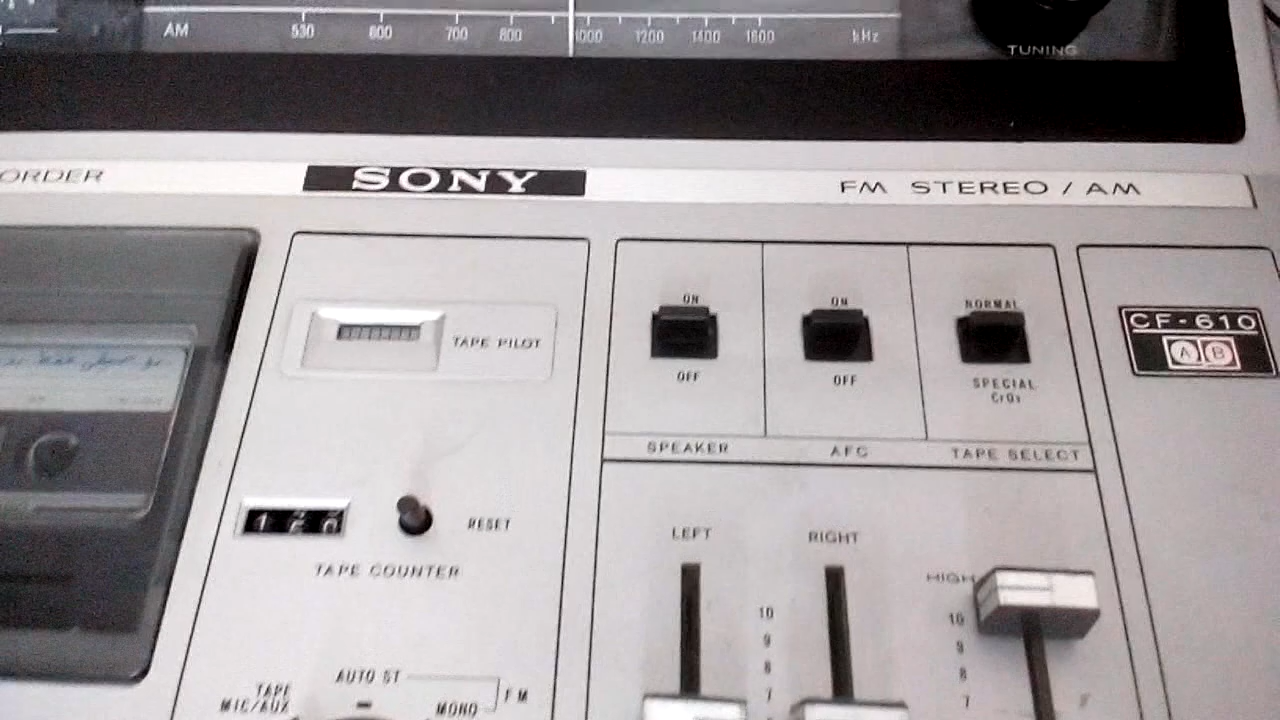 AM 530 600 700 800 1000 1200 1400 1600 kHz
TUNING
ORDER
SONY
FM STEREO / AM
ON
OFF
SPEAKER
ON
OFF
AFC
NORMAL
SPECIAL
CrO₂
TAPE SELECT
CF-610
A B
TAPE PILOT
RESET
TAPE COUNTER
LEFT
RIGHT
10
9
8
7
HIGH
10
9
8
7
AUTO ST
FM
TAPE
MIC/AUX
MONO